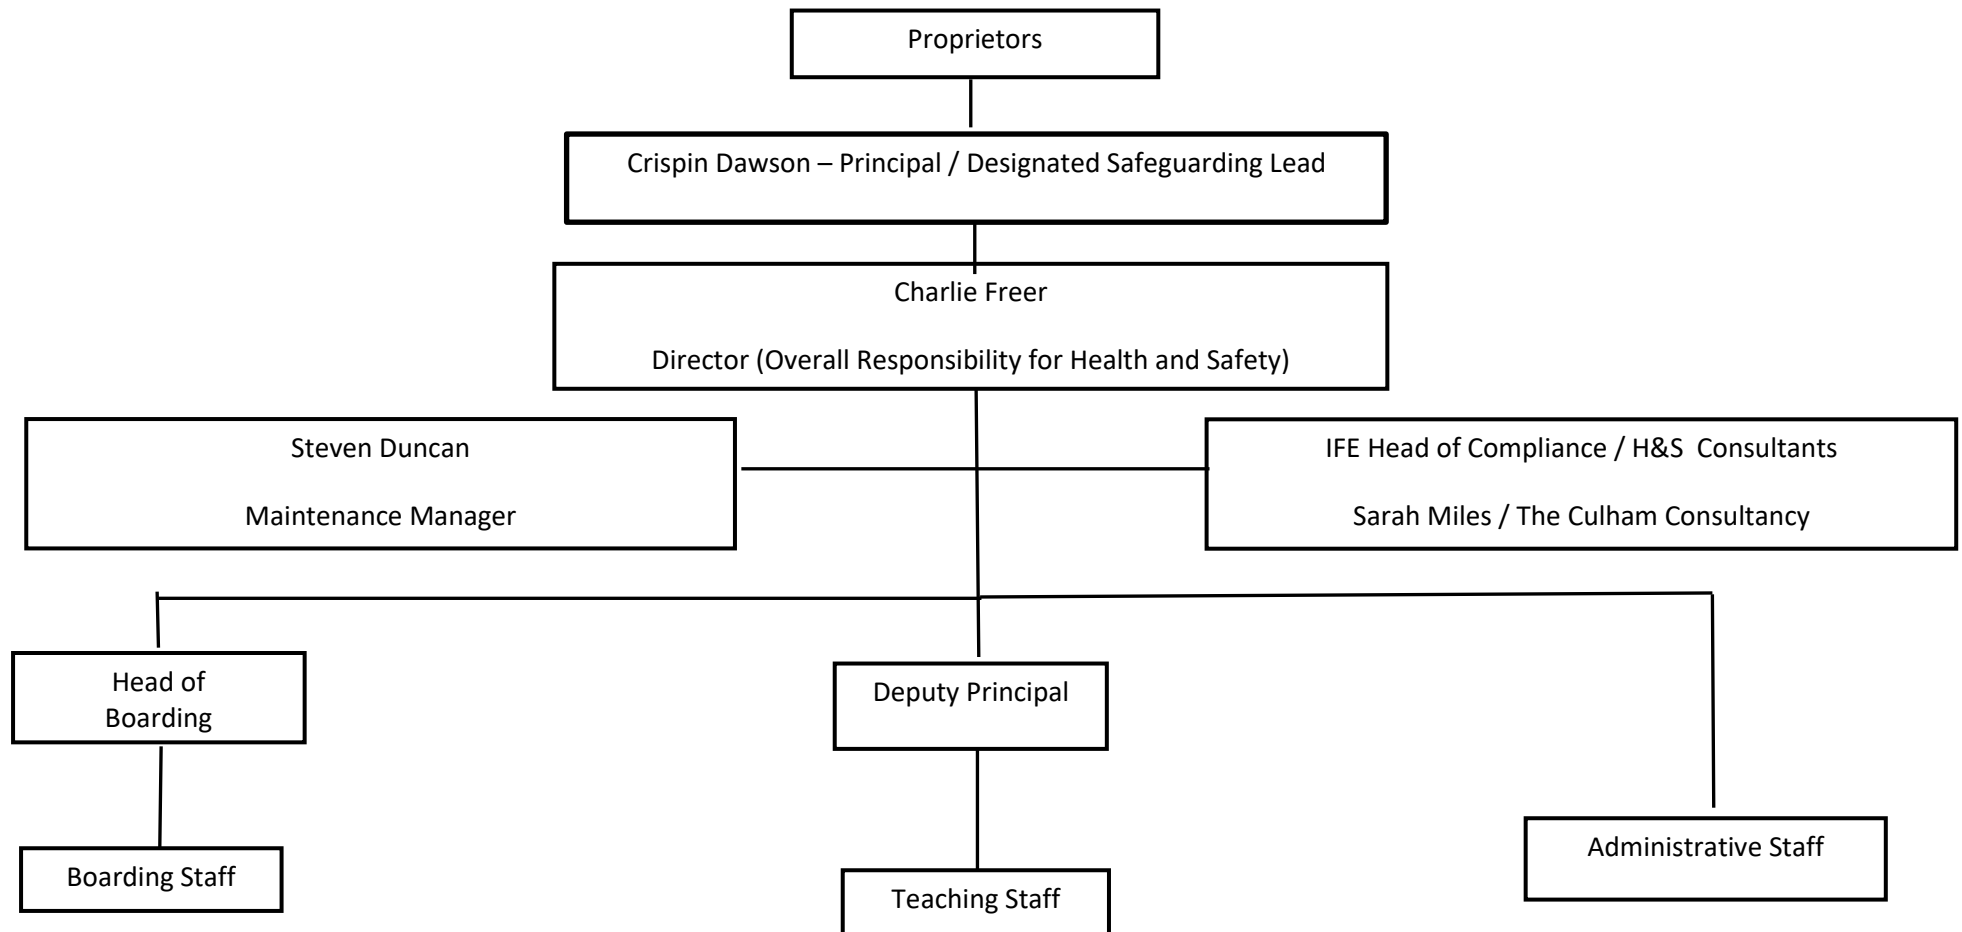 Proprietors
Crispin Dawson – Principal / Designated Safeguarding Lead
Charlie Freer
Director (Overall Responsibility for Health and Safety)
Steven Duncan
Maintenance Manager
IFE Head of Compliance / H&S  Consultants
Sarah Miles / The Culham Consultancy
Head of
Boarding
Deputy Principal
Administrative Staff
Boarding Staff
Teaching Staff